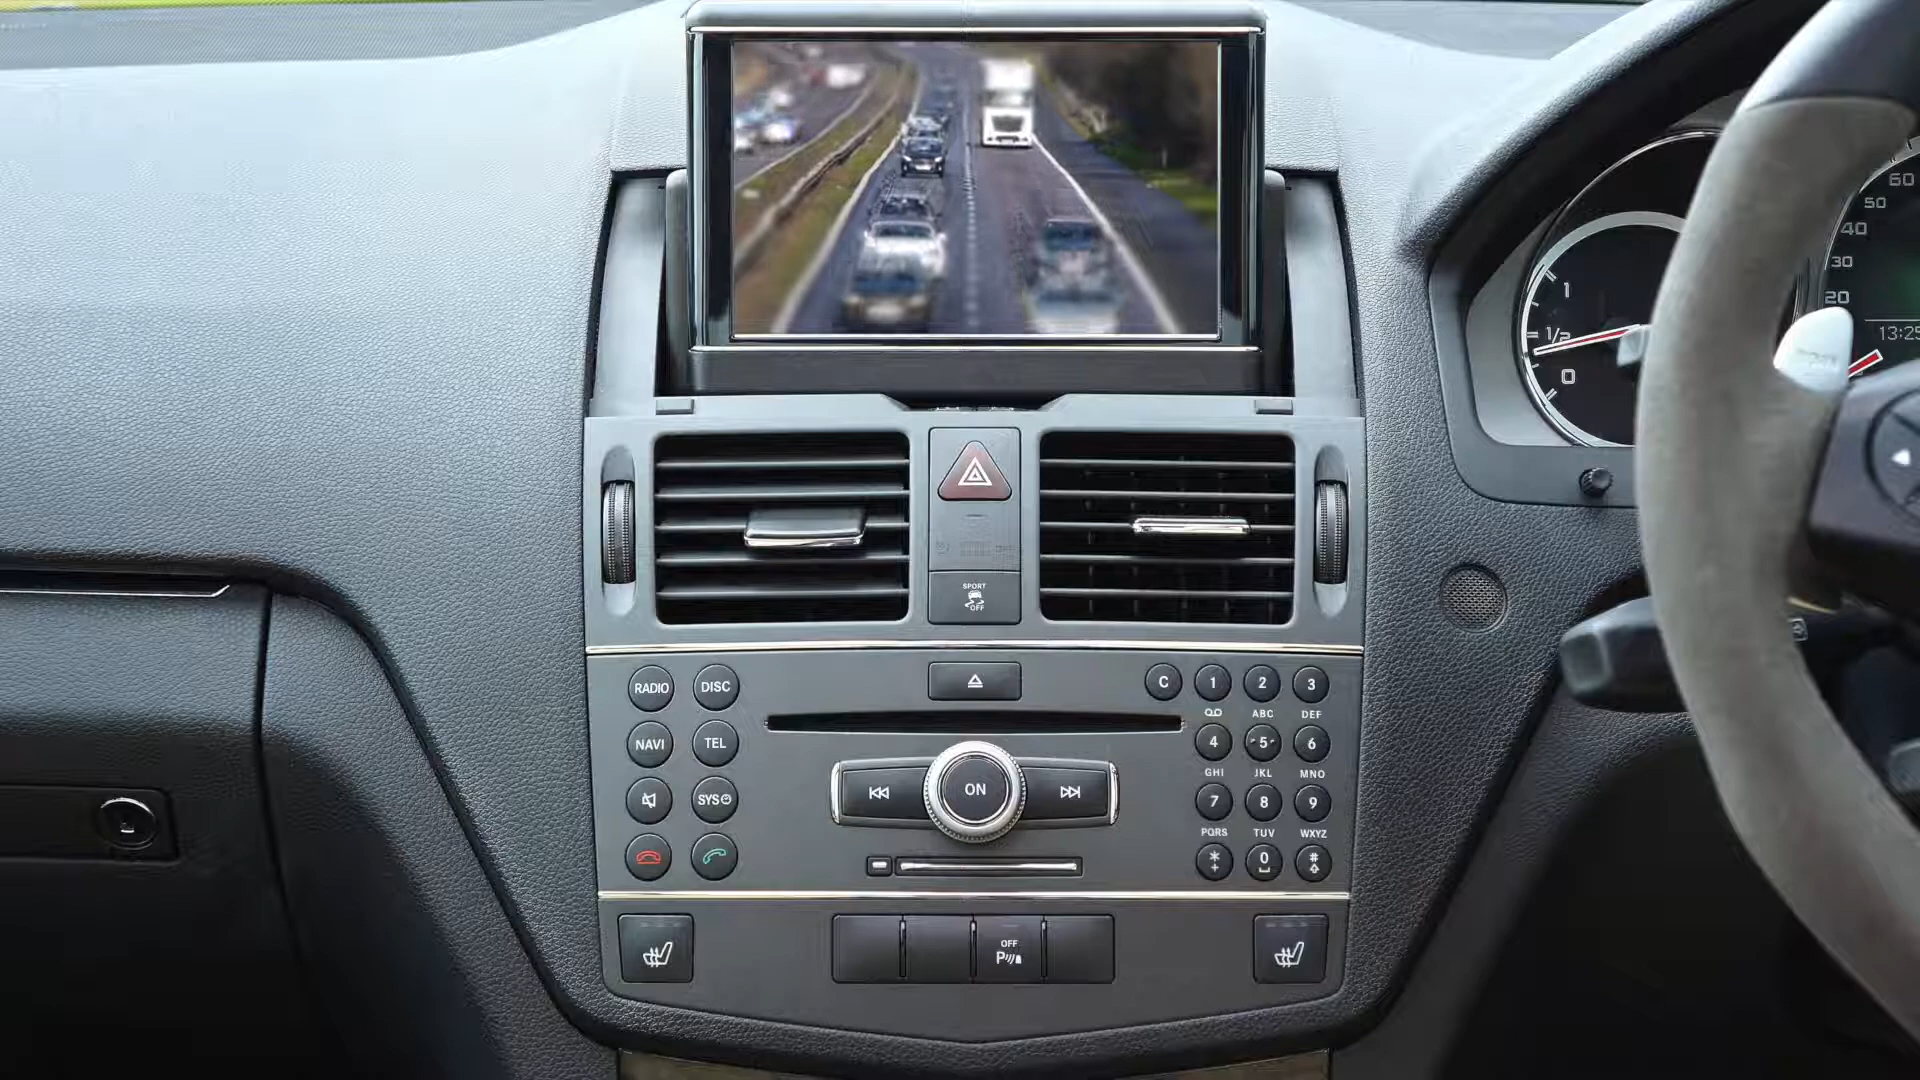 60
50
40
30
20
13:25
1
1/2
0
SPORT
OFF
RADIO
DISC
C
1
2
3
ABC
DEF
NAVI
TEL
4
5
6
GHI
JKL
MNO
ON
SYS
7
8
9
PQRS
TUV
WXYZ
*
0
#
+
OFF
P